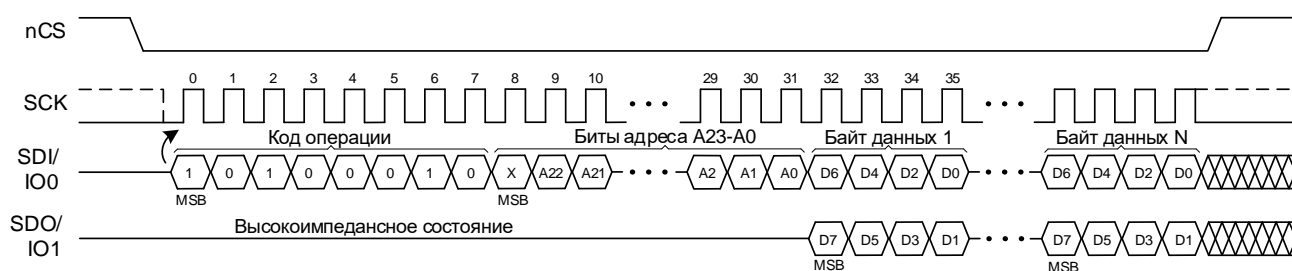 nCS
0 1 2 3 4 5 6 7 8 9 10 29 30 31 32 33 34 35
SCK
Код операции Биты адреса A23-A0 Байт данных 1 Байт данных N
SDI/
IO0
1 0 1 0 0 0 1 0 X A22 A21 A2 A1 A0 D6 D4 D2 D0 D6 D4 D2 D0
MSB MSB
Высокоимпедансное состояние
SDO/
IO1
D7 D5 D3 D1 D7 D5 D3 D1
MSB MSB